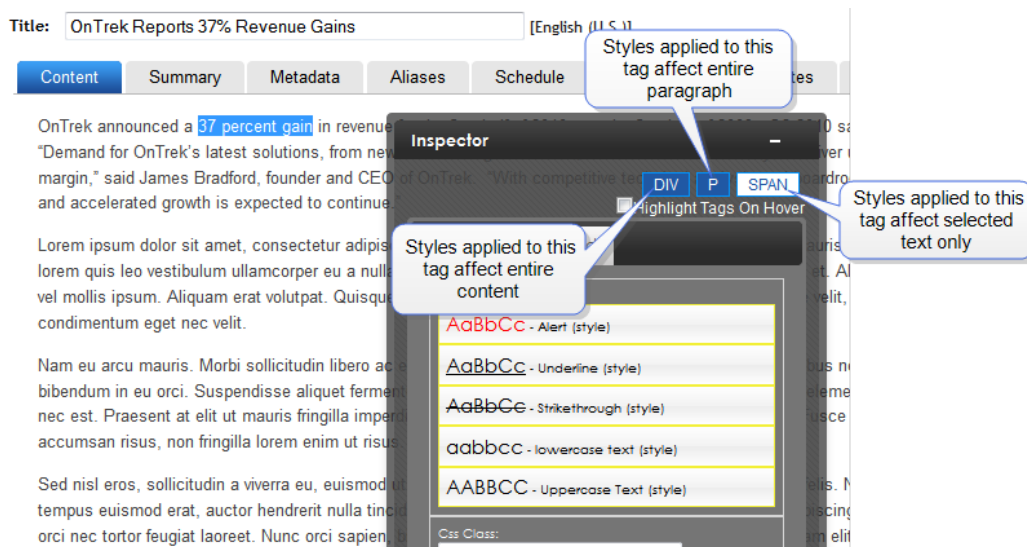 Title: OnTrek Reports 37% Revenue Gains [English (U.S.)]
Styles applied to this
tag affect entire
paragraph
Content Summary Metadata Aliases Schedule
OnTrek announced a 37 percent gain in revenue
"Demand for OnTrek's latest solutions, from new
margin," said James Bradford, founder and CEO of OnTrek. "With competitive
and accelerated growth is expected to continue."
Inspector –
DIV P SPAN
Highlight Tags On Hover
Styles applied to this
tag affect selected
text only
Styles applied to this
tag affect entire
content
Lorem ipsum dolor sit amet, consectetur adipis
lorem quis leo vestibulum ullamcorper eu a nulla
vel mollis ipsum. Aliquam erat volutpat. Quisque velit,
condimentum eget nec velit.
AaBbCc - Alert (style)
AaBbCc - Underline (style)
AaBbCc - Strikethrough (style)
aabbcc - lowercase text (style)
AABBCC - Uppercase Text (style)
Css Class:
Nam eu arcu mauris. Morbi sollicitudin libero ac
bibendum in eu orci. Suspendisse aliquet ferment
nec est. Praesent at elit ut mauris fringilla imperd
accumsan risus, non fringilla lorem enim ut risus
Sed nisl eros, sollicitudin a viverra eu, euismod ut
tempus euismod erat, auctor hendrerit nulla tincid
orci nec tortor feugiat laoreet. Nunc orci sapien,